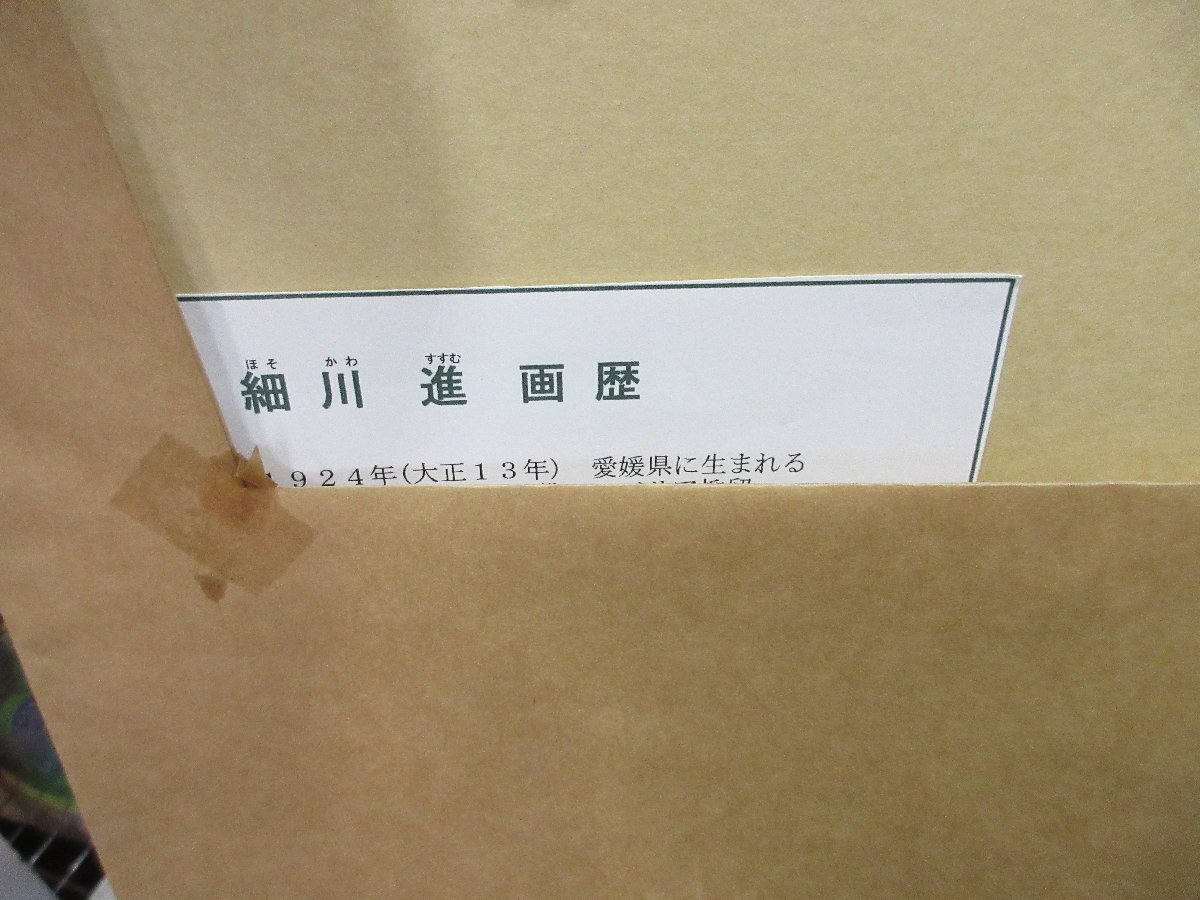 ほそ かわ すすむ
細川 進 画歴
１９２４年(大正１３年) 愛媛県に生まれる